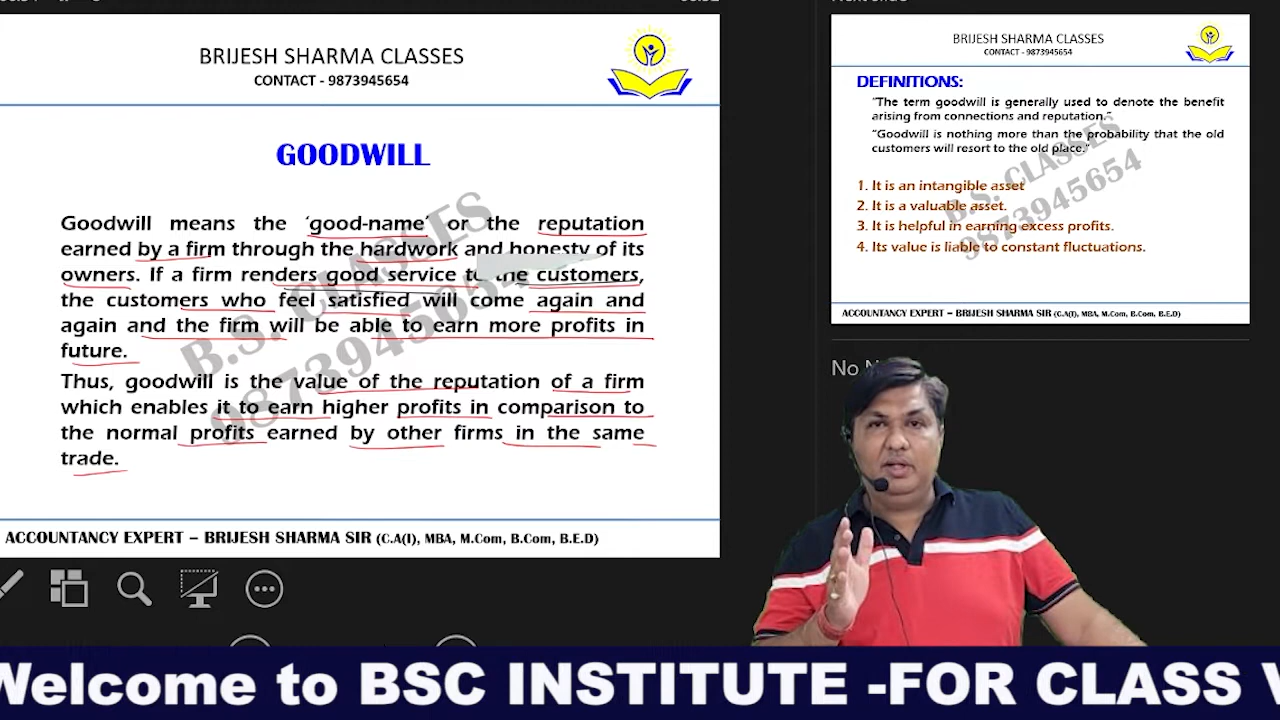 BRIJESH SHARMA CLASSES
CONTACT - 9873945654
GOODWILL
Goodwill means the ‘good-name’ or the reputation
earned by a firm through the hardwork and honesty of its
owners. If a firm renders good service to the customers,
the customers who feel satisfied will come again and
again and the firm will be able to earn more profits in
future.
Thus, goodwill is the value of the reputation of a firm
which enables it to earn higher profits in comparison to
the normal profits earned by other firms in the same
trade.
B.S. CLASSES
9873945654
ACCOUNTANCY EXPERT – BRIJESH SHARMA SIR (C.A(I), MBA, M.Com, B.Com, B.E.D)
BRIJESH SHARMA CLASSES
CONTACT - 9873945654
DEFINITIONS:
“The term goodwill is generally used to denote the benefit
arising from connections and reputation.”
“Goodwill is nothing more than the probability that the old
customers will resort to the old place.”
1. It is an intangible asset
2. It is a valuable asset.
3. It is helpful in earning excess profits.
4. Its value is liable to constant fluctuations.
B.S. CLASSES
9873945654
ACCOUNTANCY EXPERT – BRIJESH SHARMA SIR (C.A(I), MBA, M.Com, B.Com, B.E.D)
No
Welcome to BSC INSTITUTE -FOR CLASS